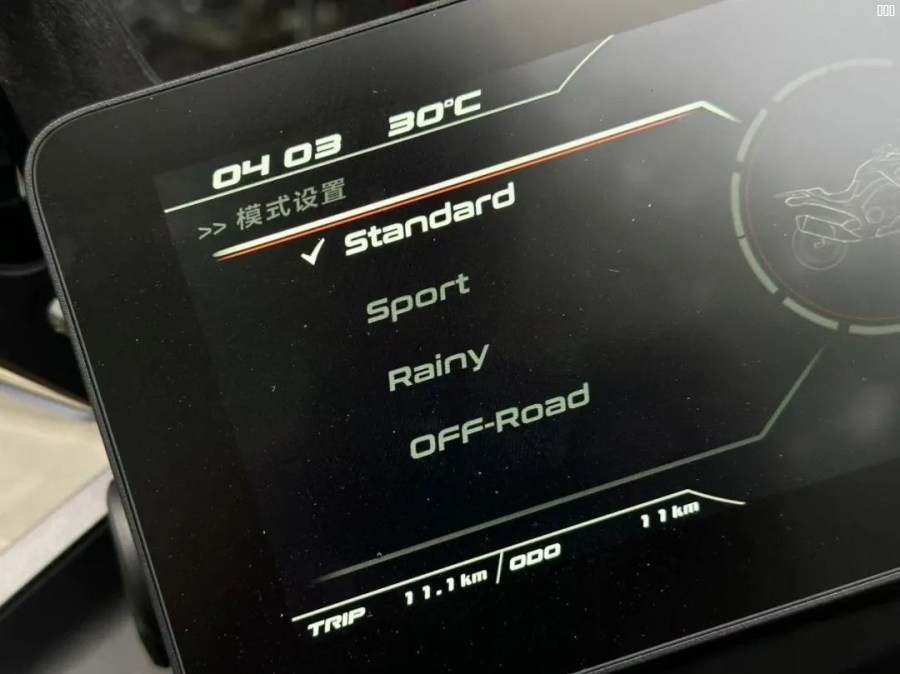 04 03 30°C
>> 模式设置
✓ Standard
Sport
Rainy
OFF-Road
TRIP 11.1km / ODO 11km